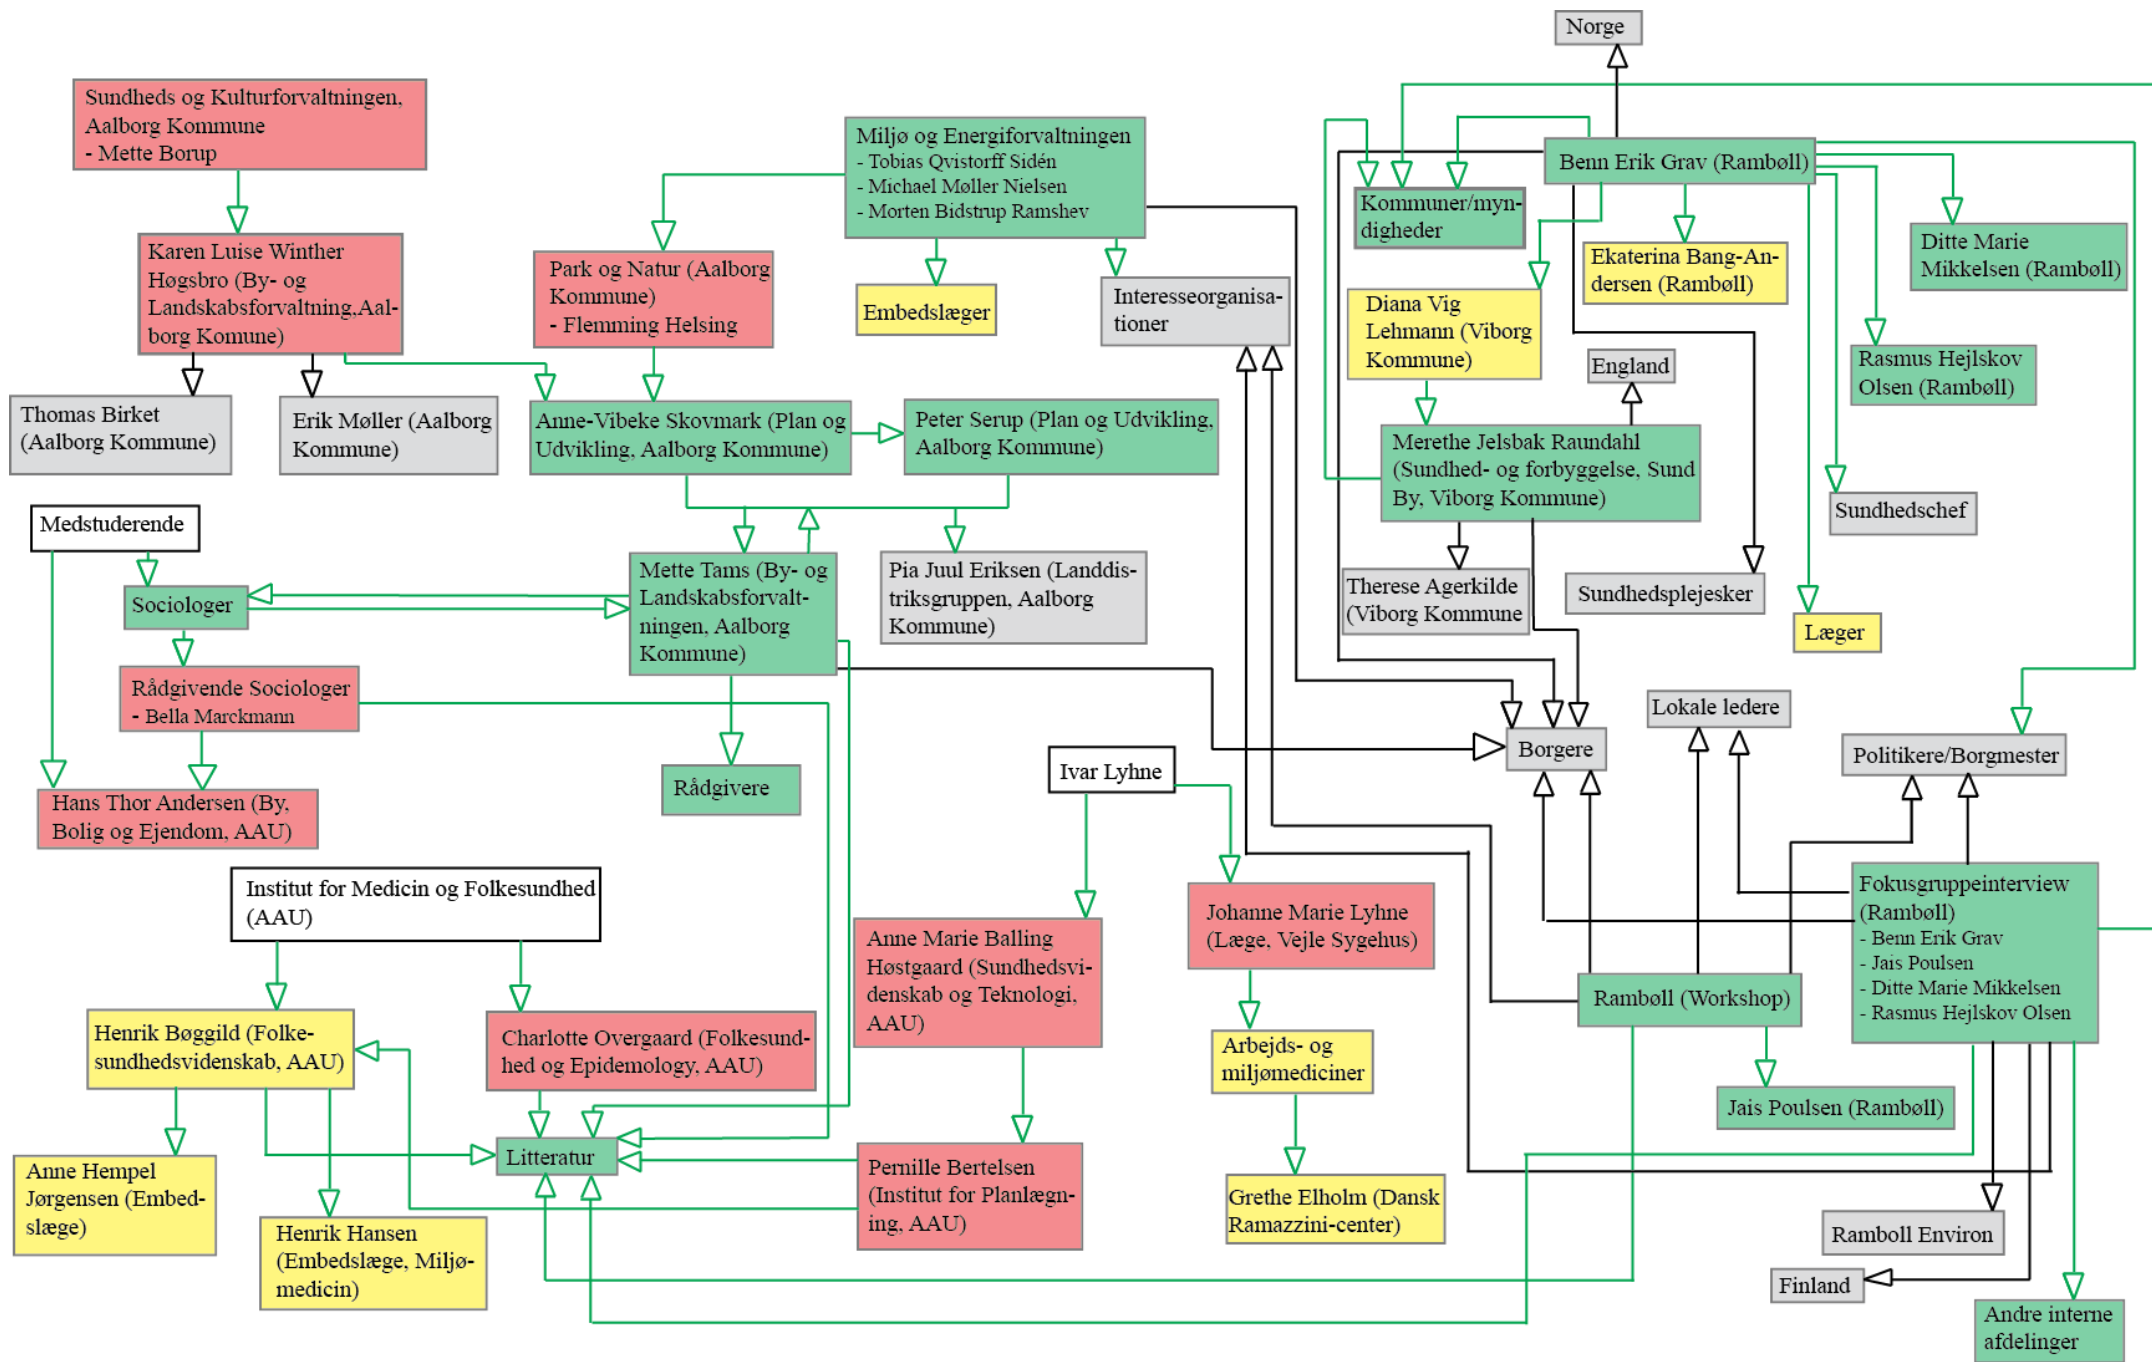 Norge
Sundheds og Kulturforvaltningen,
Aalborg Kommune
- Mette Borup
Miljø og Energiforvaltningen
- Tobias Qvistorff Sidén
- Michael Møller Nielsen
- Morten Bidstrup Ramshev
Benn Erik Grav (Rambøll)
Kommuner/myn-
digheder
Karen Luise Winther
Høgsbro (By- og
Landskabsforvaltning,Aal-
borg Komune)
Park og Natur (Aalborg
Kommune)
- Flemming Helsing
Embedslæger
Interesseorganisa-
tioner
Diana Vig
Lehmann (Viborg
Kommune)
Ekaterina Bang-An-
dersen (Rambøll)
Ditte Marie
Mikkelsen (Rambøll)
England
Rasmus Hejlskov
Olsen (Rambøll)
Thomas Birket
(Aalborg Kommune)
Erik Møller (Aalborg
Kommune)
Anne-Vibeke Skovmark (Plan og
Udvikling, Aalborg Kommune)
Peter Serup (Plan og Udvikling,
Aalborg Kommune)
Merethe Jelsbak Raundahl
(Sundhed- og forbyggelse, Sund
By, Viborg Kommune)
Sundhedschef
Medstuderende
Sociologer
Mette Tams (By- og
Landskabsforvalt-
ningen, Aalborg
Kommune)
Pia Juul Eriksen (Landdis-
triksgruppen, Aalborg
Kommune)
Therese Agerkilde
(Viborg Kommune
Sundhedsplejesker
Læger
Rådgivende Sociologer
- Bella Marckmann
Lokale ledere
Borgere
Politikere/Borgmester
Rådgivere
Ivar Lyhne
Hans Thor Andersen (By,
Bolig og Ejendom, AAU)
Institut for Medicin og Folkesundhed
(AAU)
Anne Marie Balling
Høstgaard (Sundhedsvi-
denskab og Teknologi,
AAU)
Johanne Marie Lyhne
(Læge, Vejle Sygehus)
Fokusgruppeinterview
(Rambøll)
- Benn Erik Grav
- Jais Poulsen
- Ditte Marie Mikkelsen
- Rasmus Hejlskov Olsen
Rambøll (Workshop)
Henrik Bøggild (Folke-
sundhedsvidenskab, AAU)
Charlotte Overgaard (Folkesund-
hed og Epidemology, AAU)
Arbejds- og
miljømediciner
Jais Poulsen (Rambøll)
Litteratur
Anne Hempel
Jørgensen (Embed-
slæge)
Henrik Hansen
(Embedslæge, Miljø-
medicin)
Pernille Bertelsen
(Institut for Planlægn-
ing, AAU)
Grethe Elholm (Dansk
Ramazzini-center)
Ramboll Environ
Finland
Andre interne
afdelinger